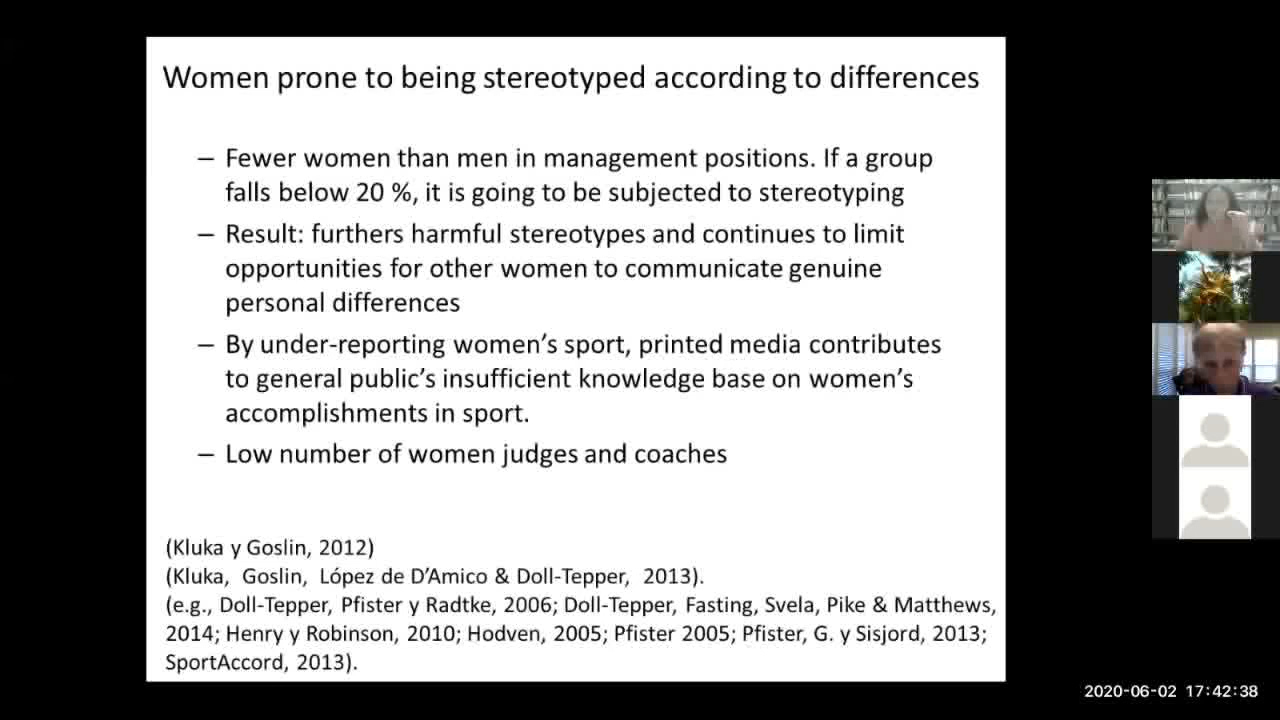 Women prone to being stereotyped according to differences
– Fewer women than men in management positions. If a group
falls below 20 %, it is going to be subjected to stereotyping
– Result: furthers harmful stereotypes and continues to limit
opportunities for other women to communicate genuine
personal differences
– By under-reporting women’s sport, printed media contributes
to general public’s insufficient knowledge base on women’s
accomplishments in sport.
– Low number of women judges and coaches
(Kluka y Goslin, 2012)
(Kluka, Goslin, López de D’Amico & Doll-Tepper, 2013).
(e.g., Doll-Tepper, Pfister y Radtke, 2006; Doll-Tepper, Fasting, Svela, Pike & Matthews,
2014; Henry y Robinson, 2010; Hodven, 2005; Pfister 2005; Pfister, G. y Sisjord, 2013;
SportAccord, 2013).
2020-06-02 17:42:38